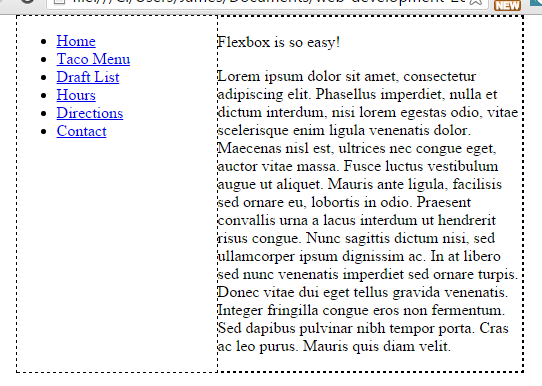 file:///C:/Users/James/Documents/web-development-Et
NEW
Home
Taco Menu
Draft List
Hours
Directions
Contact
Flexbox is so easy!
Lorem ipsum dolor sit amet, consectetur
adipiscing elit. Phasellus imperdiet, nulla et
dictum interdum, nisi lorem egestas odio, vitae
scelerisque enim ligula venenatis dolor.
Maecenas nisl est, ultrices nec congue eget,
auctor vitae massa. Fusce luctus vestibulum
augue ut aliquet. Mauris ante ligula, facilisis
sed ornare eu, lobortis in odio. Praesent
convallis urna a lacus interdum ut hendrerit
risus congue. Nunc sagittis dictum nisi, sed
ullamcorper ipsum dignissim ac. In at libero
sed nunc venenatis imperdiet sed ornare turpis.
Donec vitae dui eget tellus gravida venenatis.
Integer fringilla congue eros non fermentum.
Sed dapibus pulvinar nibh tempor porta. Cras
ac leo purus. Mauris quis diam velit.